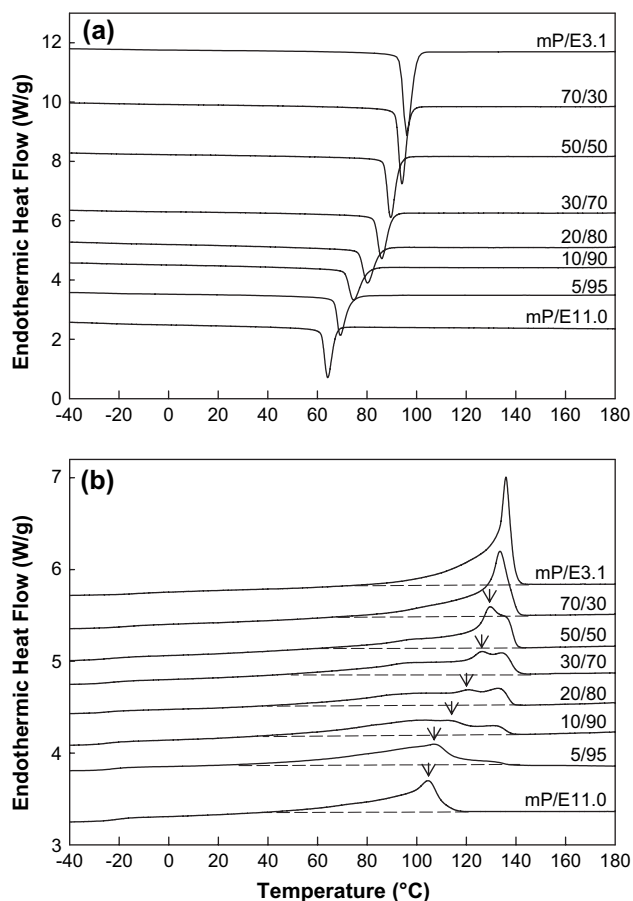 (a)
Endothermic Heat Flow (W/g)
12
10
8
6
4
2
0
mP/E3.1
70/30
50/50
30/70
20/80
10/90
5/95
mP/E11.0
-40 -20 0 20 40 60 80 100 120 140 160 180
(b)
Endothermic Heat Flow (W/g)
7
6
5
4
3
mP/E3.1
70/30
50/50
30/70
20/80
10/90
5/95
mP/E11.0
-40 -20 0 20 40 60 80 100 120 140 160 180
Temperature (°C)